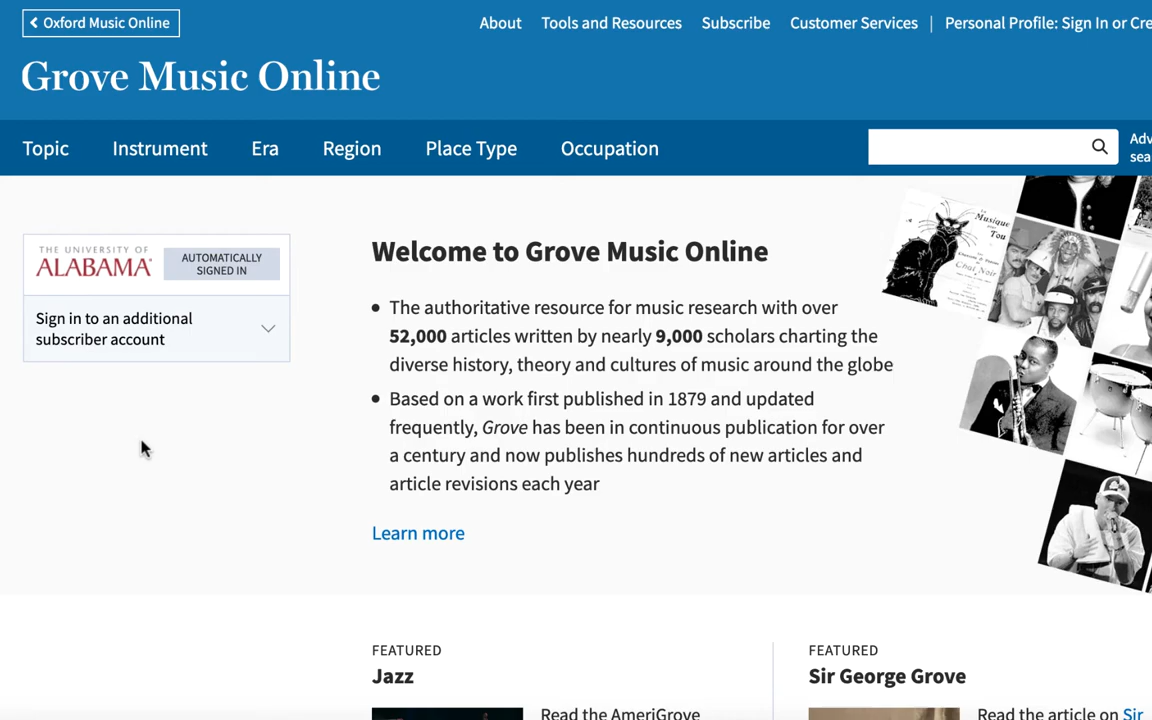 Oxford Music Online
About Tools and Resources Subscribe Customer Services | Personal Profile: Sign In or Cre
Grove Music Online
Topic Instrument Era Region Place Type Occupation
Adv
sea
THE UNIVERSITY OF
ALABAMA
AUTOMATICALLY
SIGNED IN
Sign in to an additional
subscriber account
Welcome to Grove Music Online
• The authoritative resource for music research with over
52,000 articles written by nearly 9,000 scholars charting the
diverse history, theory and cultures of music around the globe
• Based on a work first published in 1879 and updated
frequently, Grove has been in continuous publication for over
a century and now publishes hundreds of new articles and
article revisions each year
Learn more
Musique
Tou
Chat Noir
FEATURED
Jazz
Read the AmeriGrove
FEATURED
Sir George Grove
Read the article on Sir